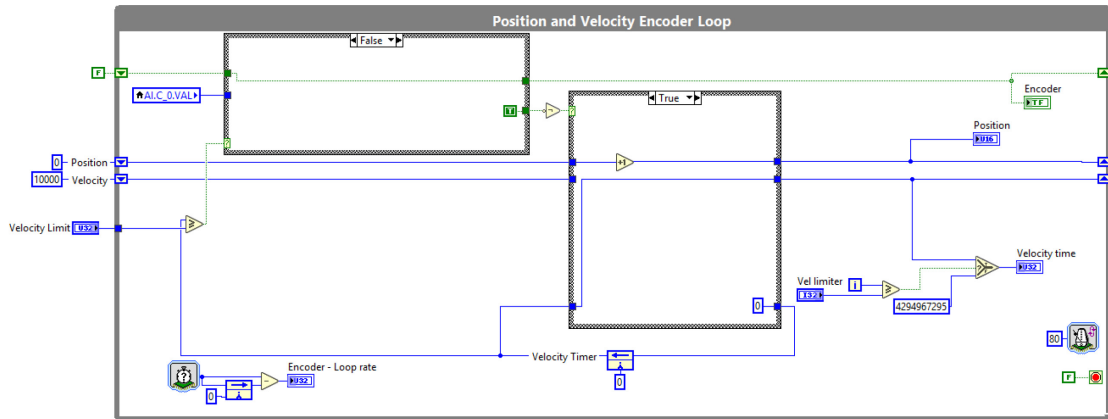 Position and Velocity Encoder Loop
False
F
AI.C_0.VAL
Encoder
TF
True
T
?
?
Position
U16
0 Position
+1
10000 Velocity
Velocity Limit U32
Velocity time
U32
Vel limiter i
I32
4294967295
0
80
Velocity Timer
0
Encoder - Loop rate
U32
0
F